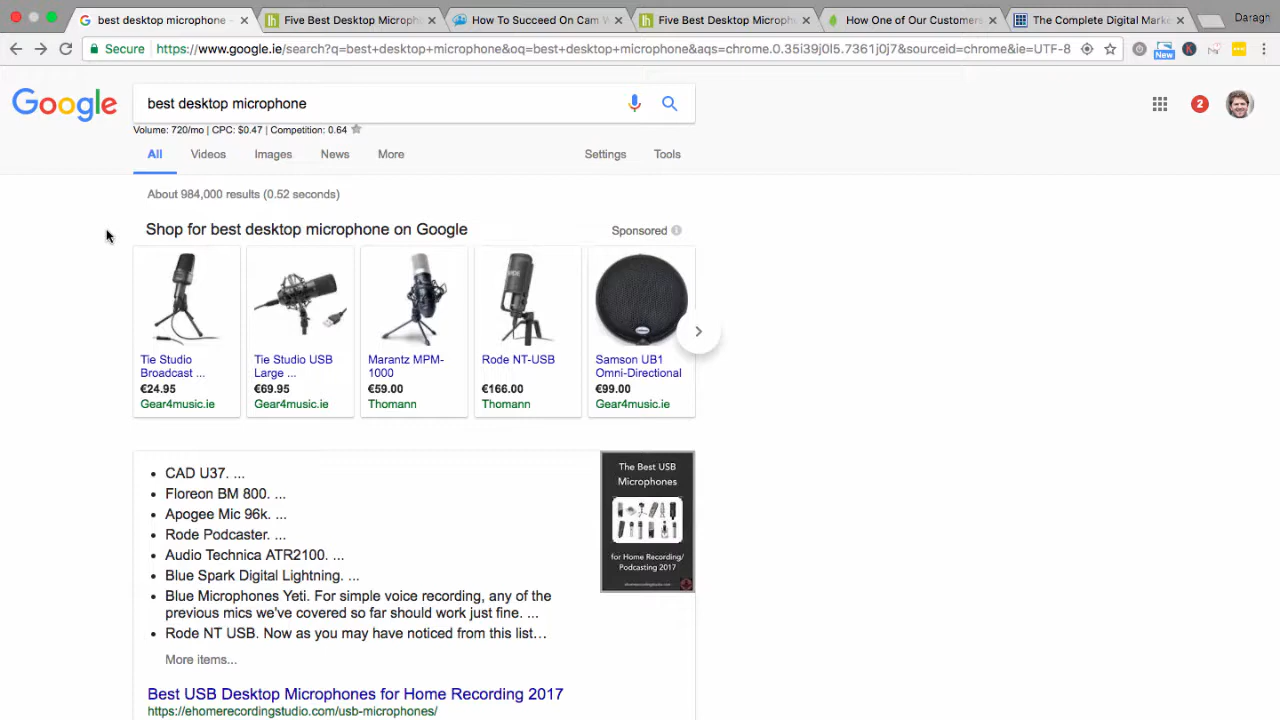 best desktop microphone -
Five Best Desktop Microph
How To Succeed On Cam
Five Best Desktop Microph
How One of Our Customers
The Complete Digital Marke
Daragh
Secure
https://www.google.ie/search?q=best+desktop+microphone&oq=best+desktop+microphone&aqs=chrome.0.35i39j0l5.7361j0j7&sourceid=chrome&ie=UTF-8
New
K
Google
best desktop microphone
2
Volume: 720/mo | CPC: $0.47 | Competition: 0.64
All
Videos
Images
News
More
Settings
Tools
About 984,000 results (0.52 seconds)
Shop for best desktop microphone on Google
Sponsored
Tie Studio
Broadcast ...
€24.95
Gear4music.ie
Tie Studio USB
Large ...
€69.95
Gear4music.ie
Marantz MPM-
1000
€59.00
Thomann
Rode NT-USB
€166.00
Thomann
Samson UB1
Omni-Directional
€99.00
Gear4music.ie
CAD U37. ...
Floreon BM 800. ...
Apogee Mic 96k. ...
Rode Podcaster. ...
Audio Technica ATR2100. ...
Blue Spark Digital Lightning. ...
Blue Microphones Yeti. For simple voice recording, any of the
previous mics we've covered so far should work just fine. ...
Rode NT USB. Now as you may have noticed from this list...
More items...
The Best USB
Microphones
for Home Recording/
Podcasting 2017
ehomerecordingstudio.com
Best USB Desktop Microphones for Home Recording 2017
https://ehomerecordingstudio.com/usb-microphones/